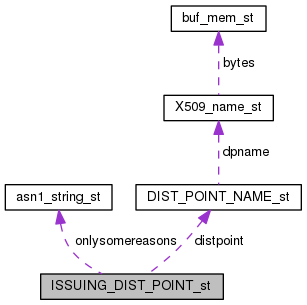 buf_mem_st
bytes
X509_name_st
dpname
asn1_string_st
DIST_POINT_NAME_st
onlysomereasons
distpoint
ISSUING_DIST_POINT_st